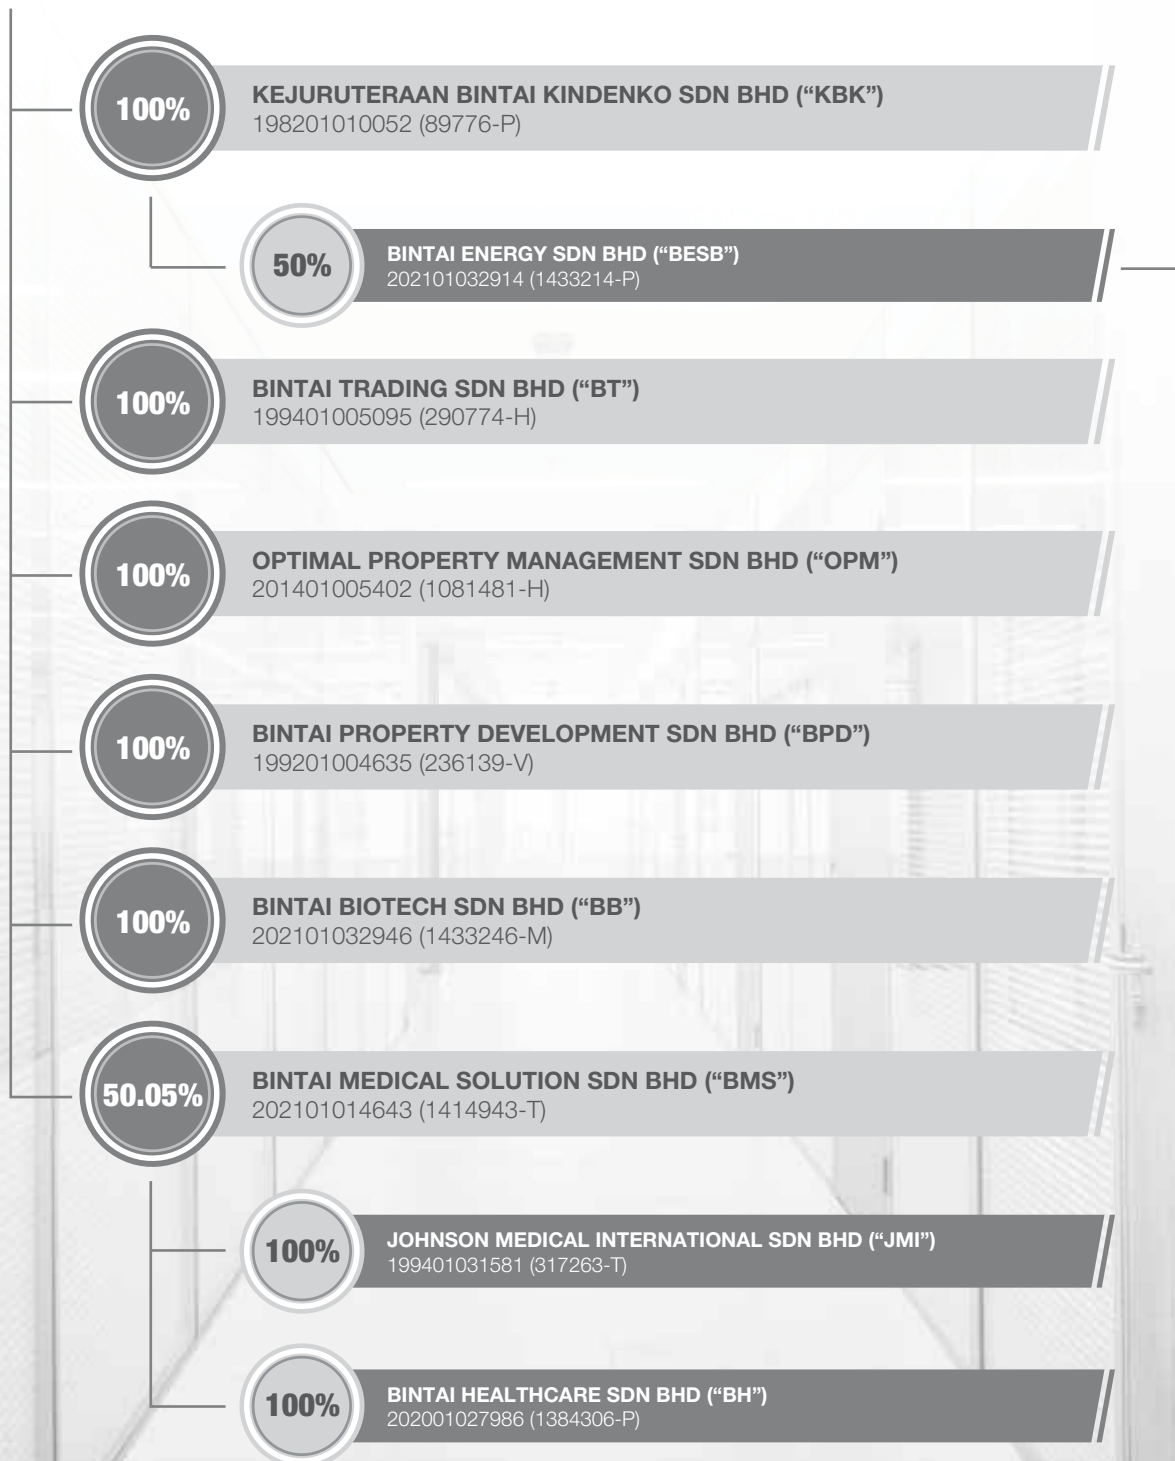 100%
KEJURUTERAAN BINTAI KINDENKO SDN BHD (“KBK”)
198201010052 (89776-P)
50%
BINTAI ENERGY SDN BHD (“BESB”)
202101032914 (1433214-P)
100%
BINTAI TRADING SDN BHD (“BT”)
199401005095 (290774-H)
100%
OPTIMAL PROPERTY MANAGEMENT SDN BHD (“OPM”)
201401005402 (1081481-H)
100%
BINTAI PROPERTY DEVELOPMENT SDN BHD (“BPD”)
199201004635 (236139-V)
100%
BINTAI BIOTECH SDN BHD (“BB”)
202101032946 (1433246-M)
50.05%
BINTAI MEDICAL SOLUTION SDN BHD (“BMS”)
202101014643 (1414943-T)
100%
JOHNSON MEDICAL INTERNATIONAL SDN BHD (“JMI”)
199401031581 (317263-T)
100%
BINTAI HEALTHCARE SDN BHD (“BH”)
202001027986 (1384306-P)